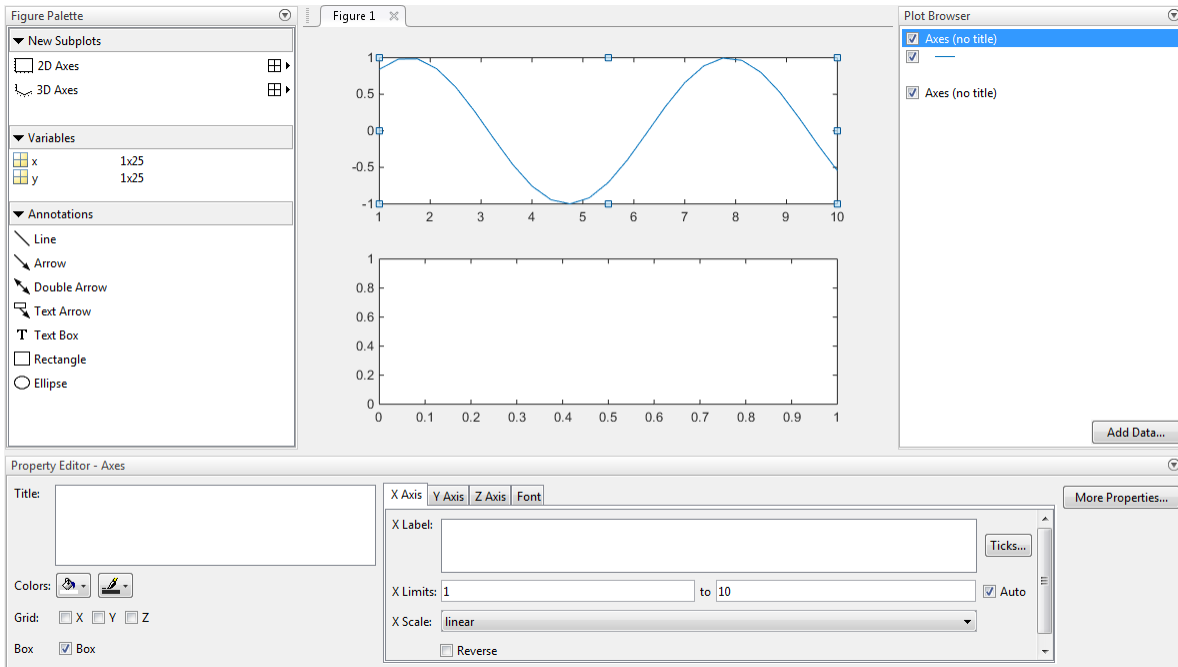 Figure Palette
New Subplots
2D Axes
3D Axes
Variables
x 1x25
y 1x25
Annotations
Line
Arrow
Double Arrow
Text Arrow
T Text Box
Rectangle
Ellipse
Figure 1
1
0.5
0
-0.5
-1
1 2 3 4 5 6 7 8 9 10
1
0.8
0.6
0.4
0.2
0
0 0.1 0.2 0.3 0.4 0.5 0.6 0.7 0.8 0.9 1
Plot Browser
Axes (no title)
Axes (no title)
Add Data...
Property Editor - Axes
Title:
Colors:
Grid: X Y Z
Box Box
X Axis Y Axis Z Axis Font
X Label:
Ticks...
X Limits: 1 to 10 Auto
X Scale: linear
Reverse
More Properties...